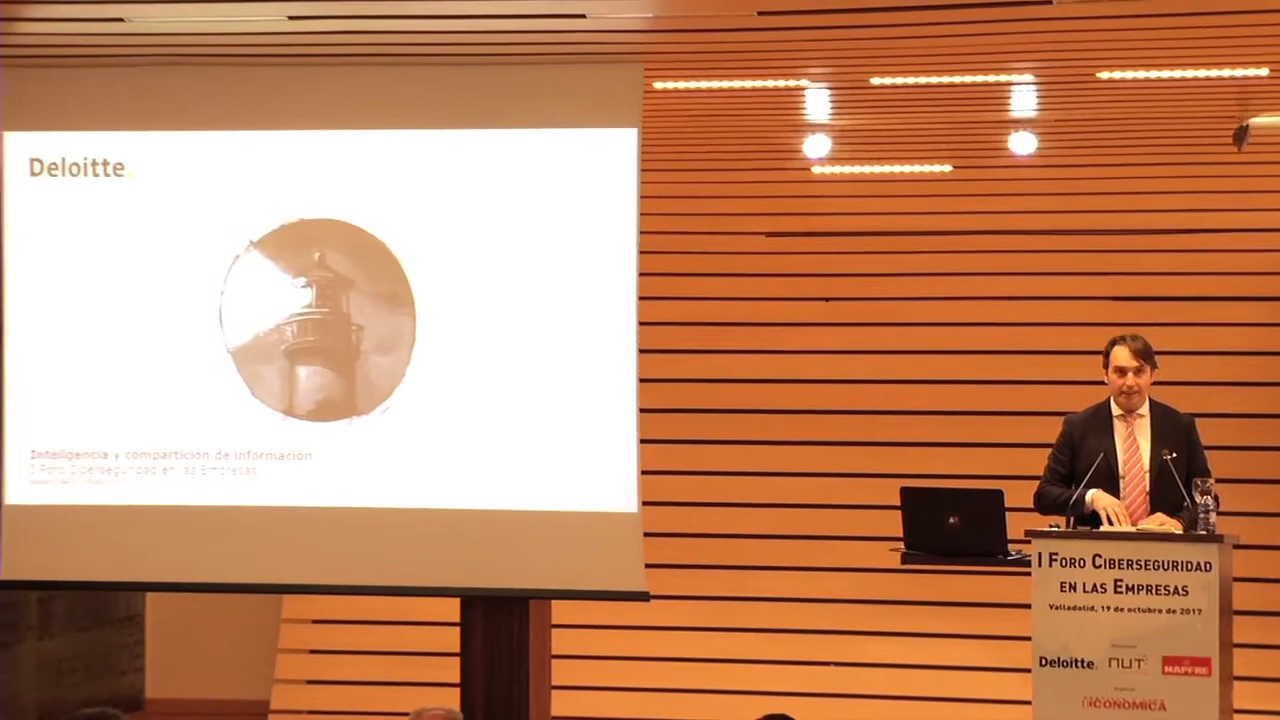 Deloitte.
Inteligencia y compartición de información
I Foro Ciberseguridad en las Empresas
I FORO CIBERSEGURIDAD
EN LAS EMPRESAS
Valladolid, 19 de octubre de 2017
Deloitte. nUT MAPFRE
ECONÓMICA